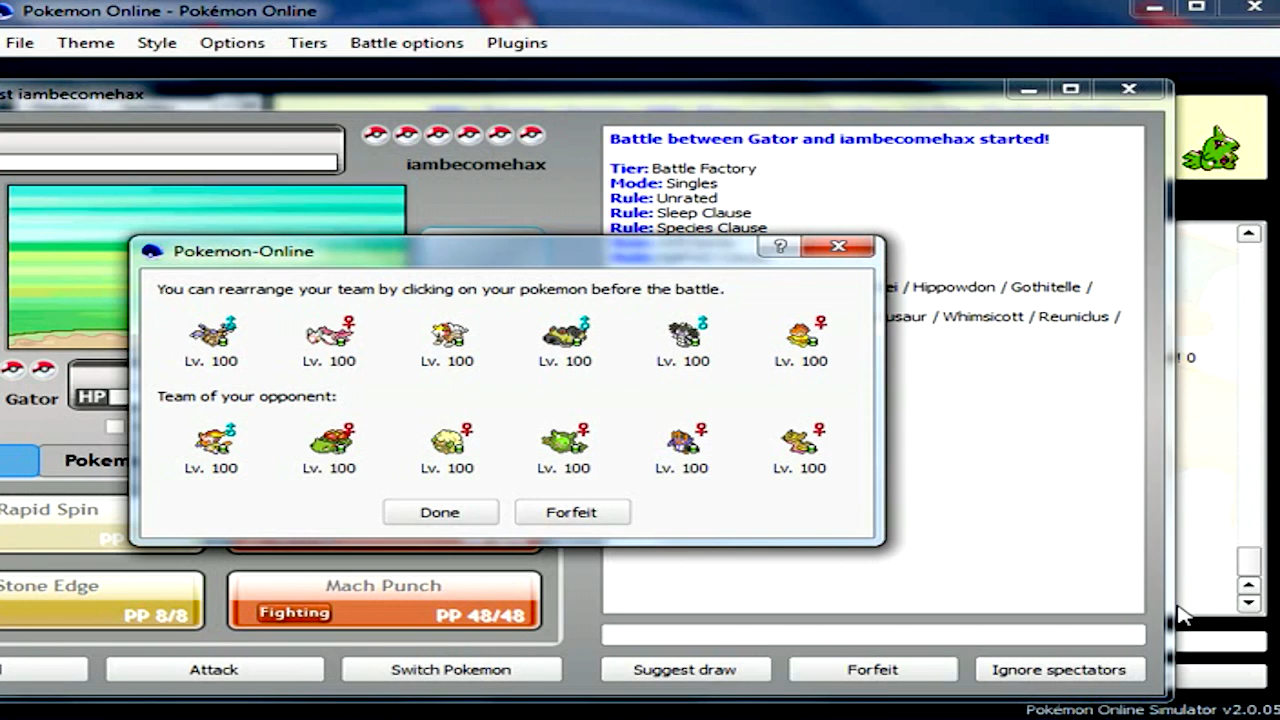 Pokemon Online - Pokémon Online
File Theme Style Options Tiers Battle options Plugins
st iambecomehax
iambecomehax
Battle between Gator and iambecomehax started!
Tier: Battle Factory
Mode: Singles
Rule: Unrated
Rule: Sleep Clause
Rule: Species Clause
Pokemon-Online
You can rearrange your team by clicking on your pokemon before the battle.
ei / Hippowdon / Gothitelle /
usaur / Whimsicott / Reuniclus /
Lv. 100 Lv. 100 Lv. 100 Lv. 100 Lv. 100 Lv. 100
! 0
Team of your opponent:
Gator HP
Lv. 100 Lv. 100 Lv. 100 Lv. 100 Lv. 100 Lv. 100
Pokem
Done Forfeit
Rapid Spin
PP
Stone Edge Mach Punch
PP 8/8 Fighting PP 48/48
Attack Switch Pokemon Suggest draw Forfeit Ignore spectators
Pokémon Online Simulator v2.0.05